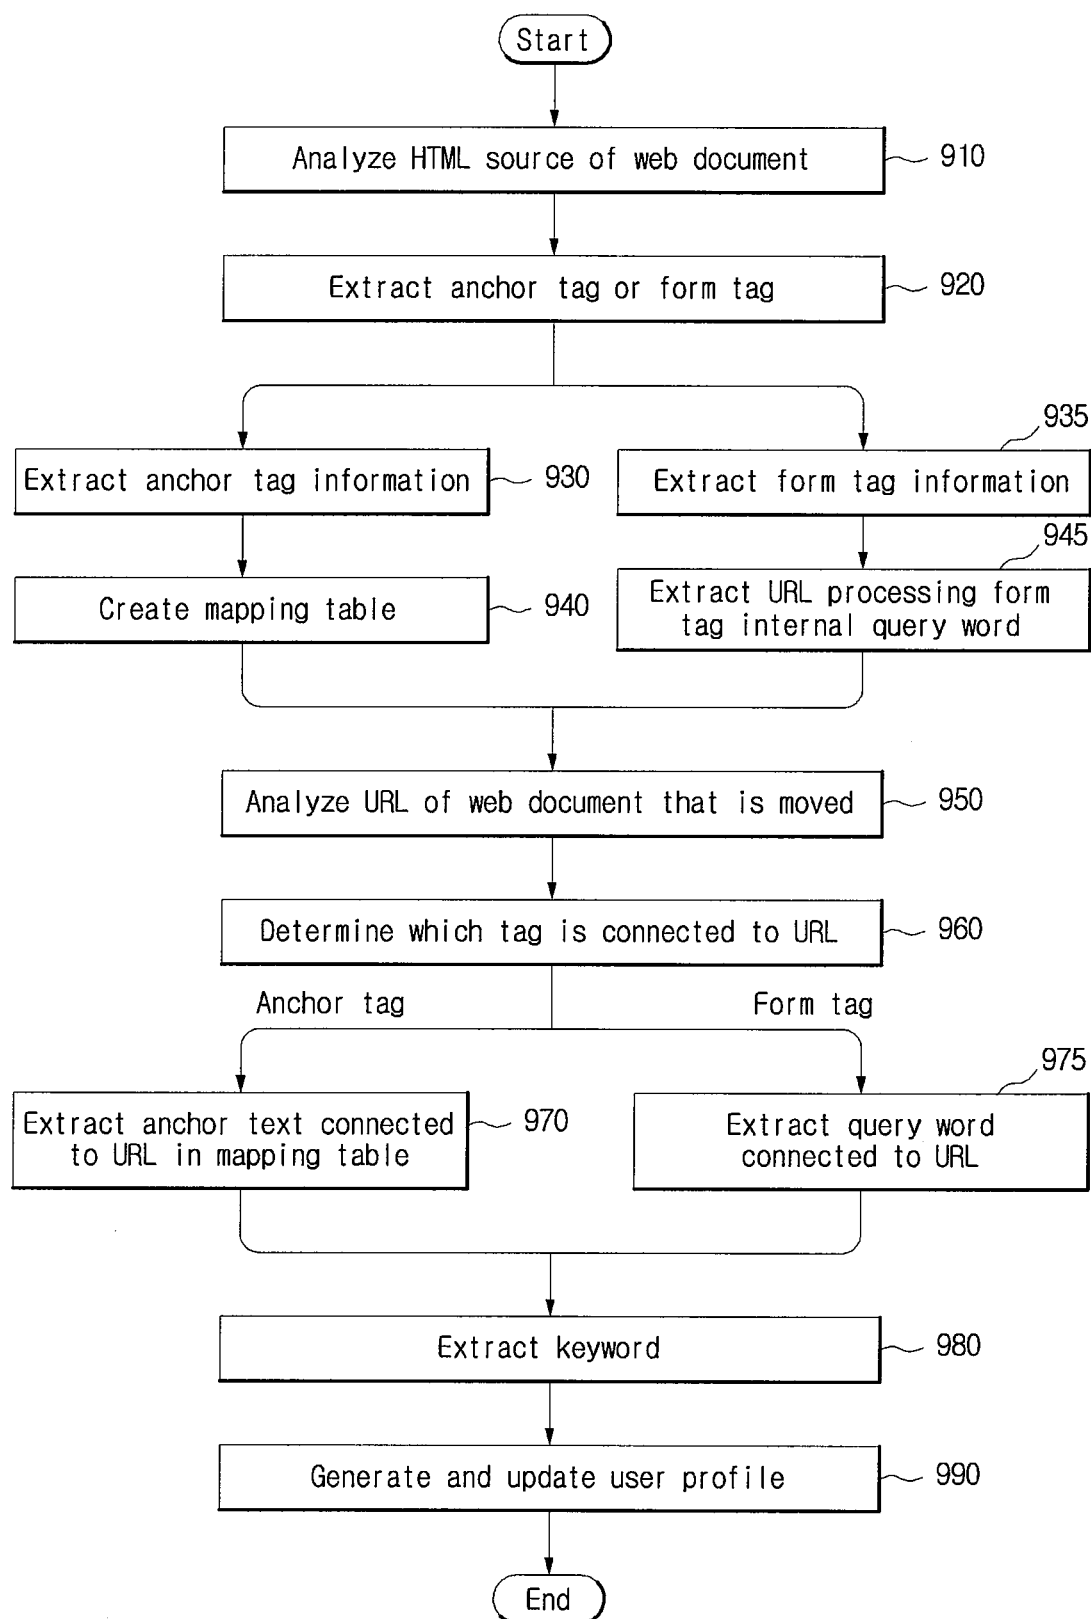 Start
Analyze HTML source of web document
910
Extract anchor tag or form tag
920
935
Extract anchor tag information
930
Extract form tag information
945
Create mapping table
940
Extract URL processing form
tag internal query word
Analyze URL of web document that is moved
950
Determine which tag is connected to URL
960
Anchor tag
Form tag
975
Extract anchor text connected
to URL in mapping table
970
Extract query word
connected to URL
Extract keyword
980
Generate and update user profile
990
End